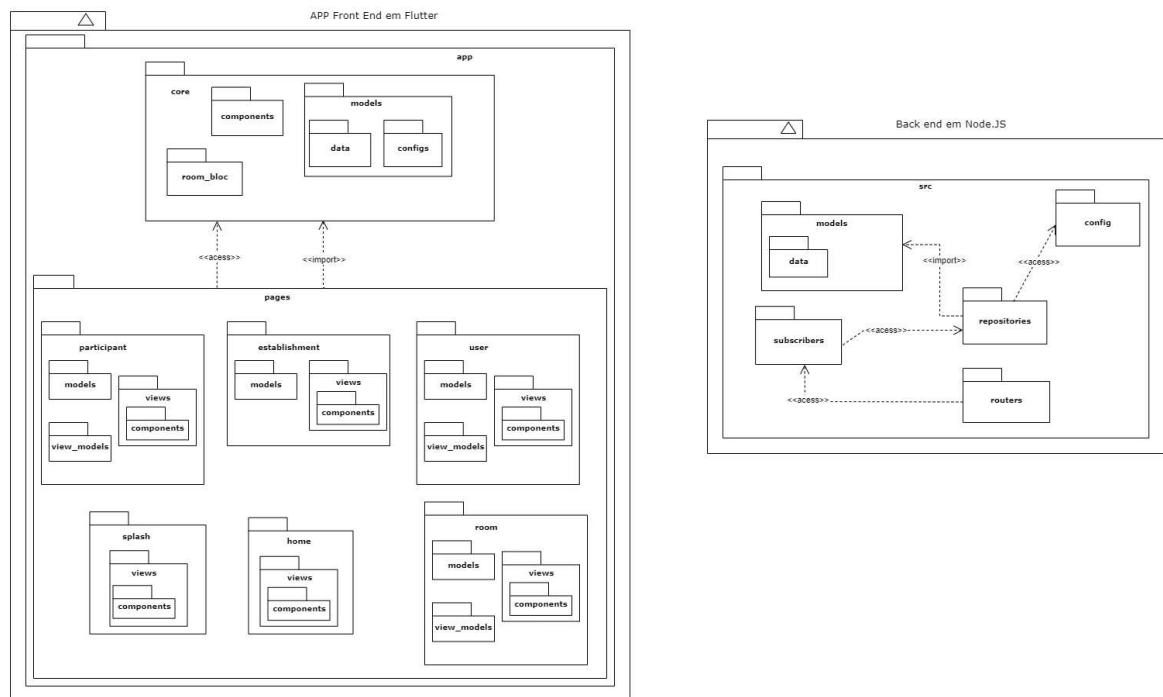 APP Front End em Flutter
app
core
components
models
data
configs
room_bloc
<<acess>>
<<import>>
pages
participant
models
views
components
view_models
establishment
models
views
components
user
models
views
components
view_models
splash
views
components
home
views
components
room
models
views
components
view_models
Back end em Node.JS
src
models
data
config
<<import>>
<<acess>>
repositories
subscribers
<<acess>>
routers
<<acess>>